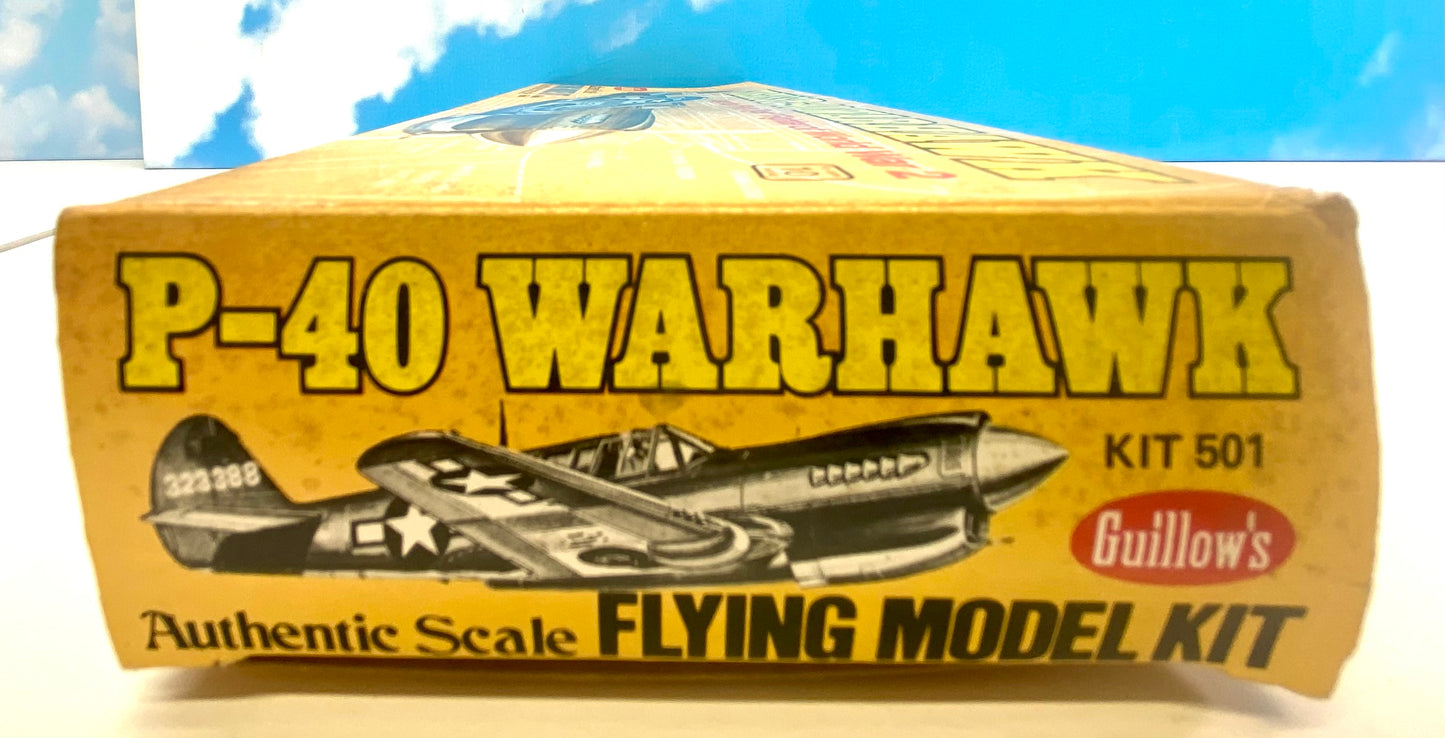 P-40 WARHAWK
KIT 501
323388
Guillow's
Authentic Scale FLYING MODEL KIT